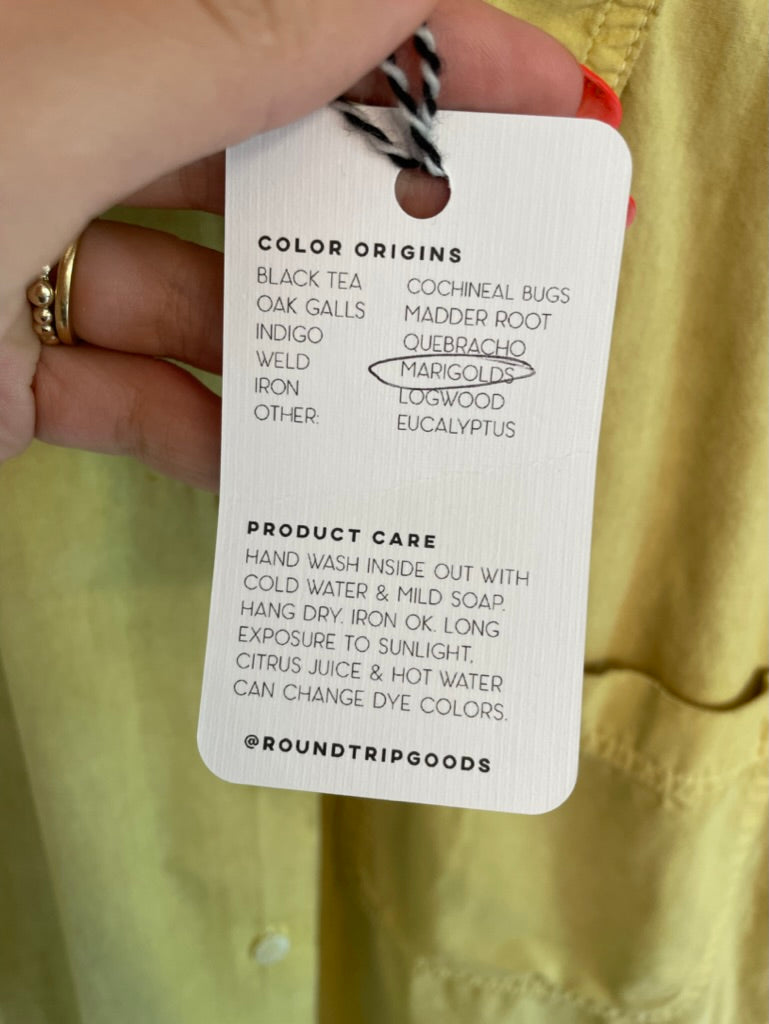 COLOR ORIGINS
BLACK TEA
OAK GALLS
INDIGO
WELD
IRON
OTHER:
COCHINEAL BUGS
MADDER ROOT
QUEBRACHO
MARIGOLDS
LOGWOOD
EUCALYPTUS
PRODUCT CARE
HAND WASH INSIDE OUT WITH
COLD WATER & MILD SOAP.
HANG DRY. IRON OK. LONG
EXPOSURE TO SUNLIGHT,
CITRUS JUICE & HOT WATER
CAN CHANGE DYE COLORS.
@ROUNDTRIPGOODS